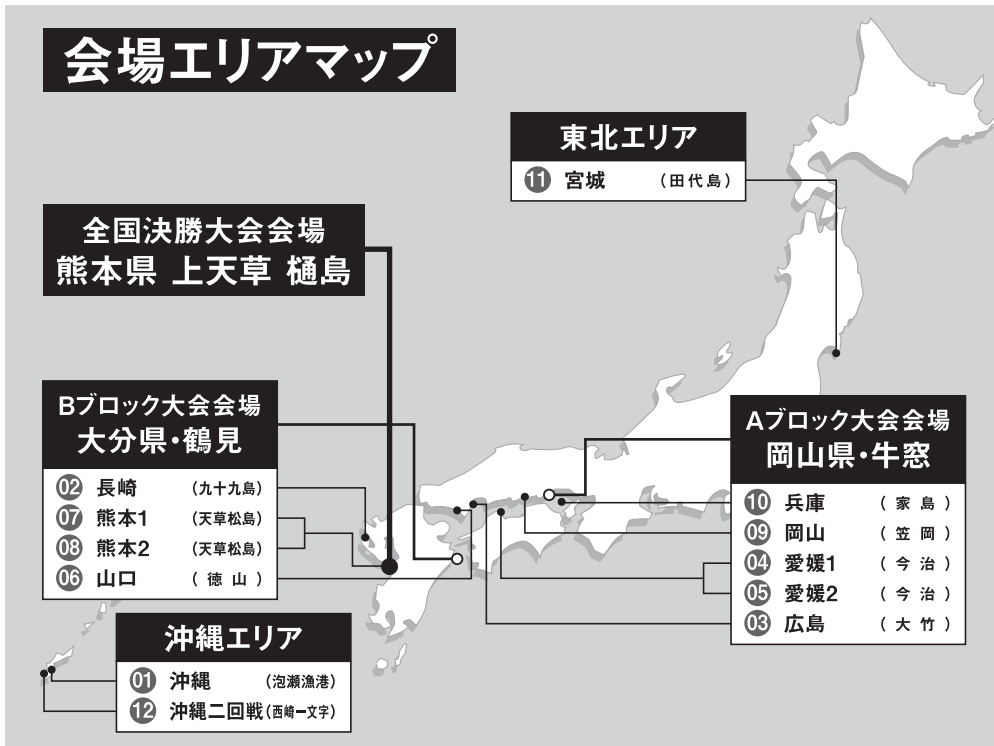 会場エリアマップ
東北エリア
11 宮城 (田代島)
全国決勝大会会場
熊本県 上天草 樋島
Bブロック大会会場
大分県・鶴見
02 長崎 (九十九島)
07 熊本1 (天草松島)
08 熊本2 (天草松島)
06 山口 (徳山)
Aブロック大会会場
岡山県・牛窓
10 兵庫 (家島)
09 岡山 (笠岡)
04 愛媛1 (今治)
05 愛媛2 (今治)
03 広島 (大竹)
沖縄エリア
01 沖縄 (泡瀬漁港)
12 沖縄二回戦 (西崎一文字)